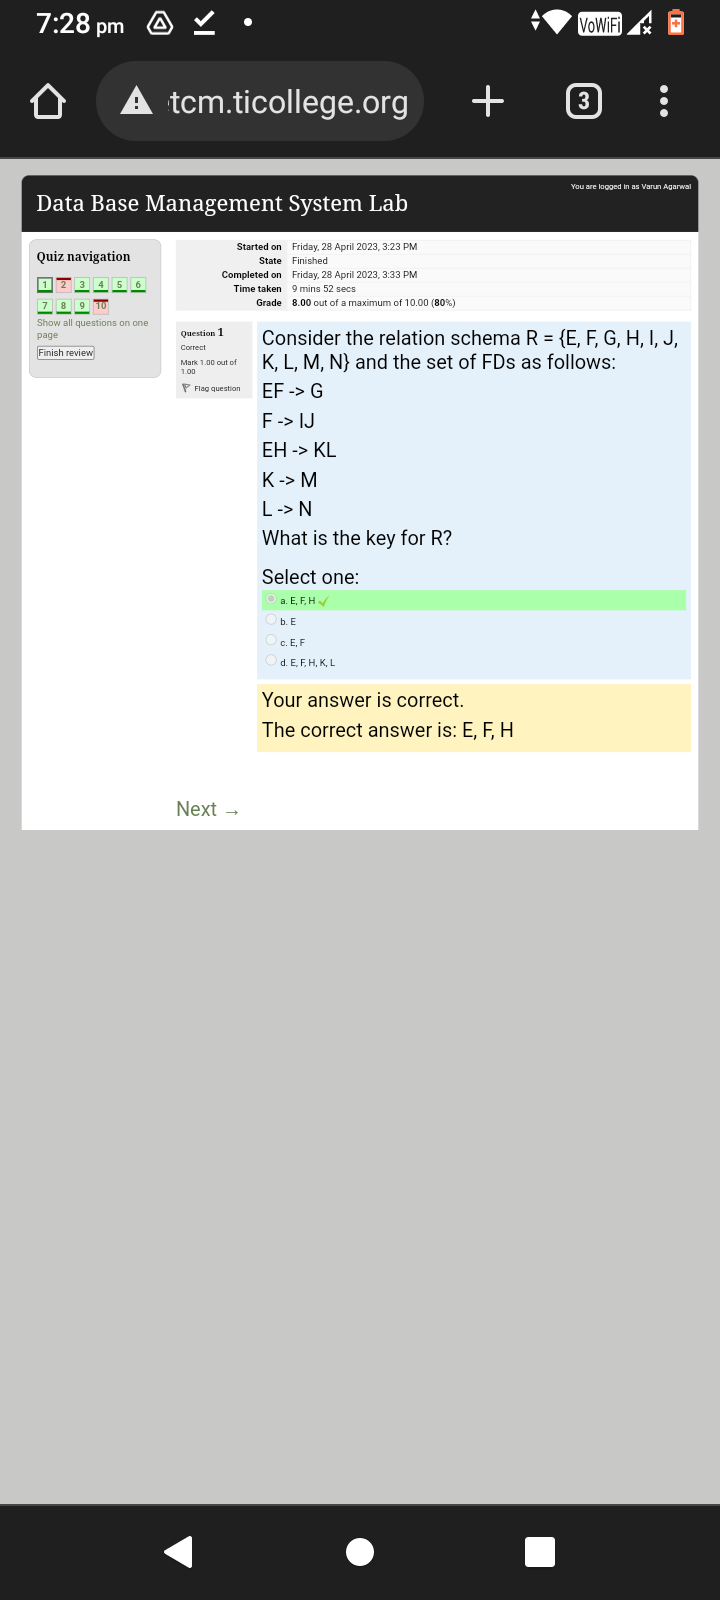 7:28 pm
VoWiFi
tcm.ticollege.org
3
Data Base Management System Lab
You are logged in as Varun Agarwal
Quiz navigation
1 2 3 4 5 6
7 8 9 10
Show all questions on one
page
Finish review
Started on Friday, 28 April 2023, 3:23 PM
State Finished
Completed on Friday, 28 April 2023, 3:33 PM
Time taken 9 mins 52 secs
Grade 8.00 out of a maximum of 10.00 (80%)
Question 1
Correct
Mark 1.00 out of
1.00
Flag question
Consider the relation schema R = {E, F, G, H, I, J,
K, L, M, N} and the set of FDs as follows:
EF -> G
F -> IJ
EH -> KL
K -> M
L -> N
What is the key for R?
Select one:
a. E, F, H
b. E
c. E, F
d. E, F, H, K, L
Your answer is correct.
The correct answer is: E, F, H
Next →